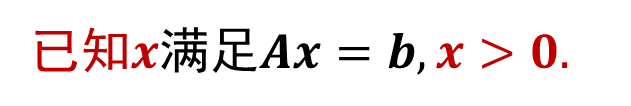 已知x满足Ax = b, x > 0.